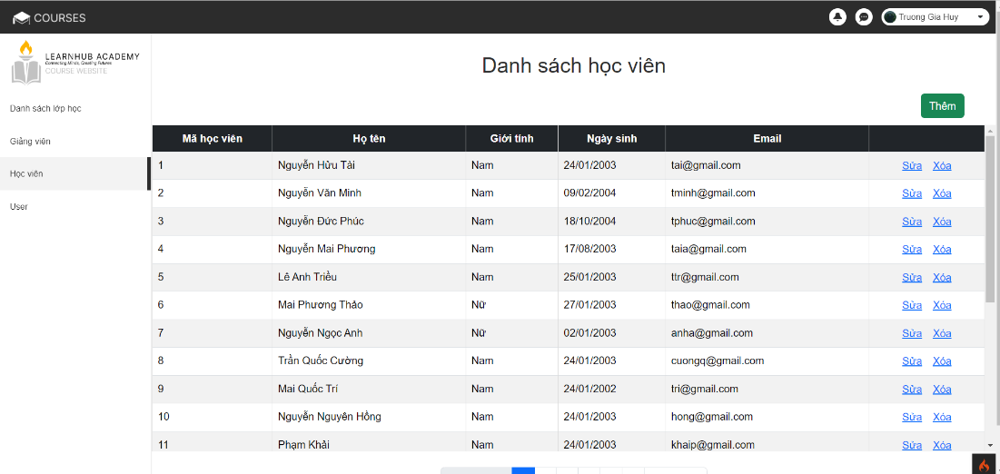 COURSES
Truong Gia Huy
LEARNHUB ACADEMY
Connecting Minds, Creating Futures
COURSE WEBSITE
Danh sách lớp học
Giảng viên
Học viên
User
Danh sách học viên
Thêm
Mã học viên Họ tên Giới tính Ngày sinh Email
1 Nguyễn Hữu Tài Nam 24/01/2003 tai@gmail.com Sửa Xóa
2 Nguyễn Văn Minh Nam 09/02/2004 tminh@gmail.com Sửa Xóa
3 Nguyễn Đức Phúc Nam 18/10/2004 tphuc@gmail.com Sửa Xóa
4 Nguyễn Mai Phương Nam 17/08/2003 taia@gmail.com Sửa Xóa
5 Lê Anh Triều Nam 25/01/2003 ttr@gmail.com Sửa Xóa
6 Mai Phương Thảo Nữ 27/01/2003 thao@gmail.com Sửa Xóa
7 Nguyễn Ngọc Anh Nữ 02/01/2003 anha@gmail.com Sửa Xóa
8 Trần Quốc Cường Nam 24/01/2003 cuongq@gmail.com Sửa Xóa
9 Mai Quốc Trí Nam 24/01/2002 tri@gmail.com Sửa Xóa
10 Nguyễn Nguyên Hồng Nam 24/01/2003 hong@gmail.com Sửa Xóa
11 Phạm Khải Nam 24/01/2003 khaip@gmail.com Sửa Xóa